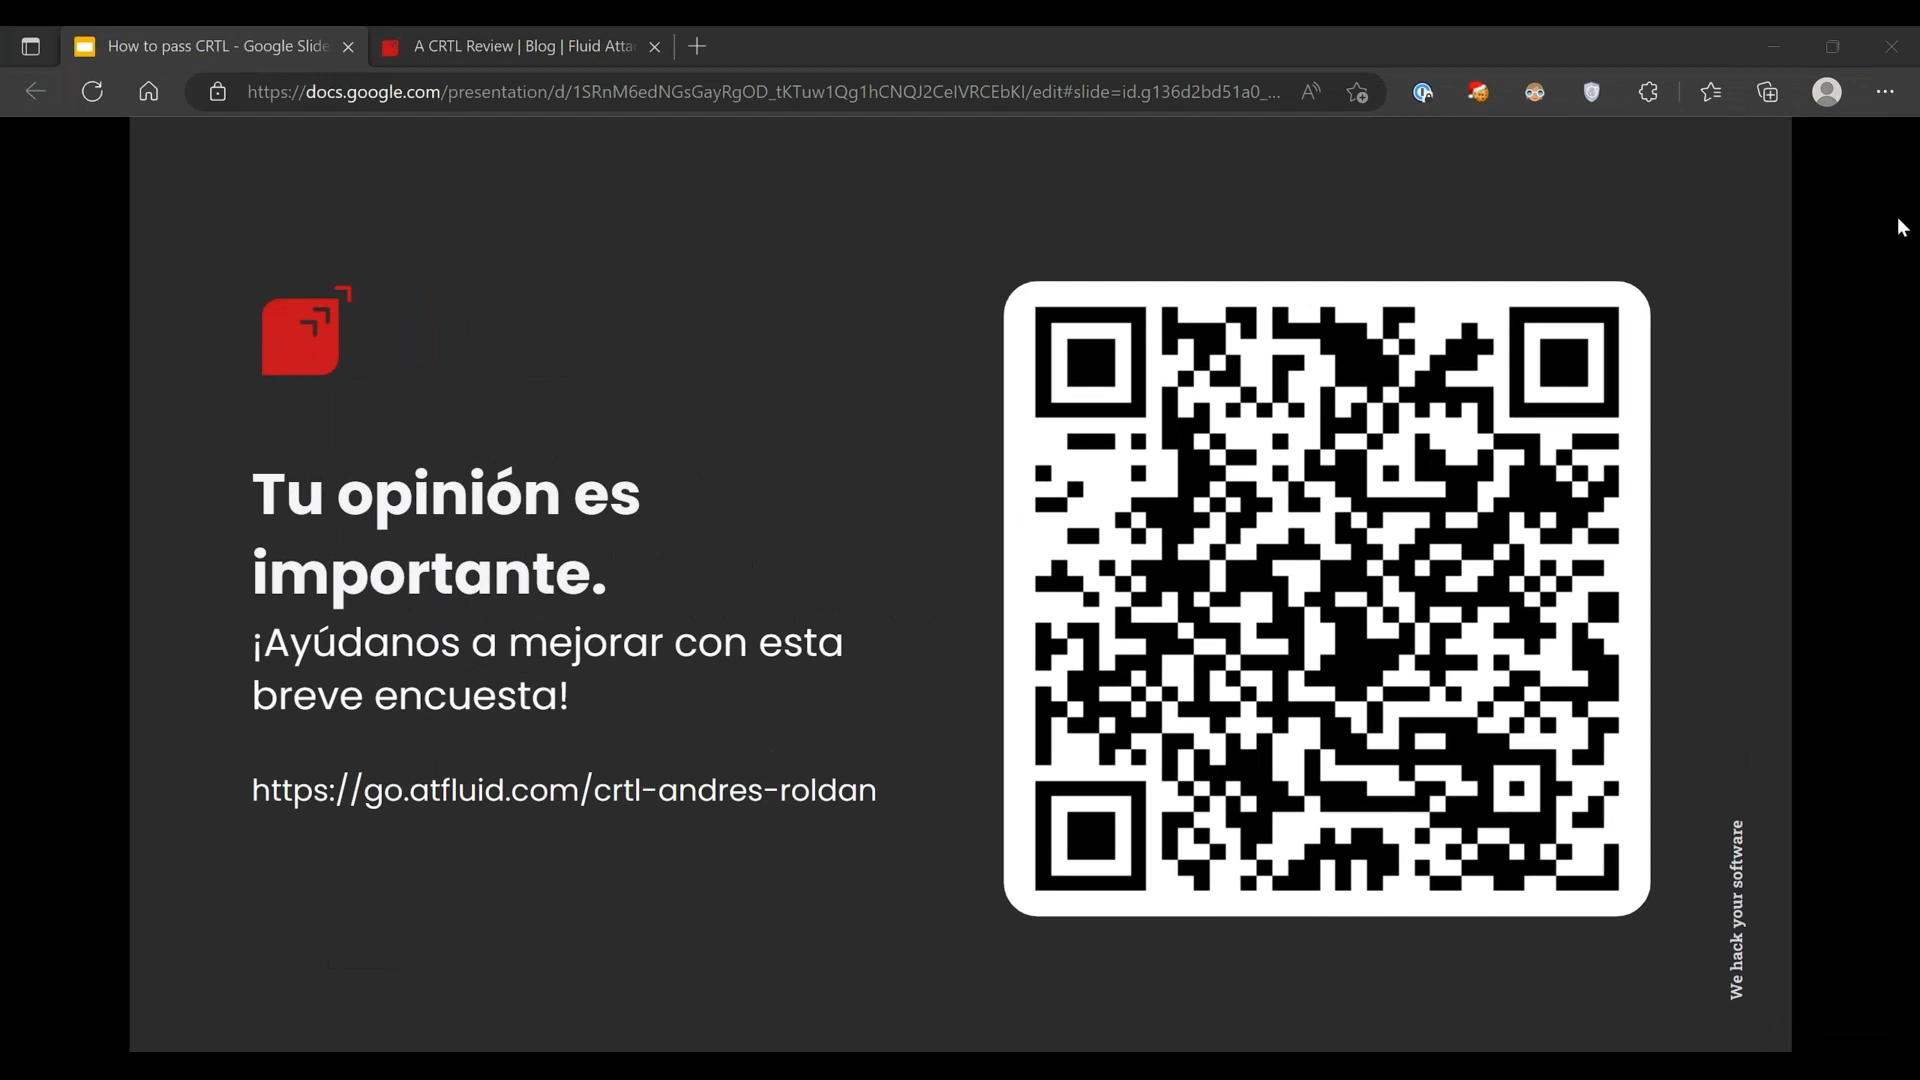 How to pass CRTL - Google Slide
A CRTL Review | Blog | Fluid Atta
https://docs.google.com/presentation/d/1SRnM6edNGsGayRgOD_tKTuw1Qg1hCNQJ2CeIVRCEbKI/edit#slide=id.g136d2bd51a0_...
Tu opinión es
importante.
¡Ayúdanos a mejorar con esta
breve encuesta!
https://go.atfluid.com/crtl-andres-roldan
We hack your software